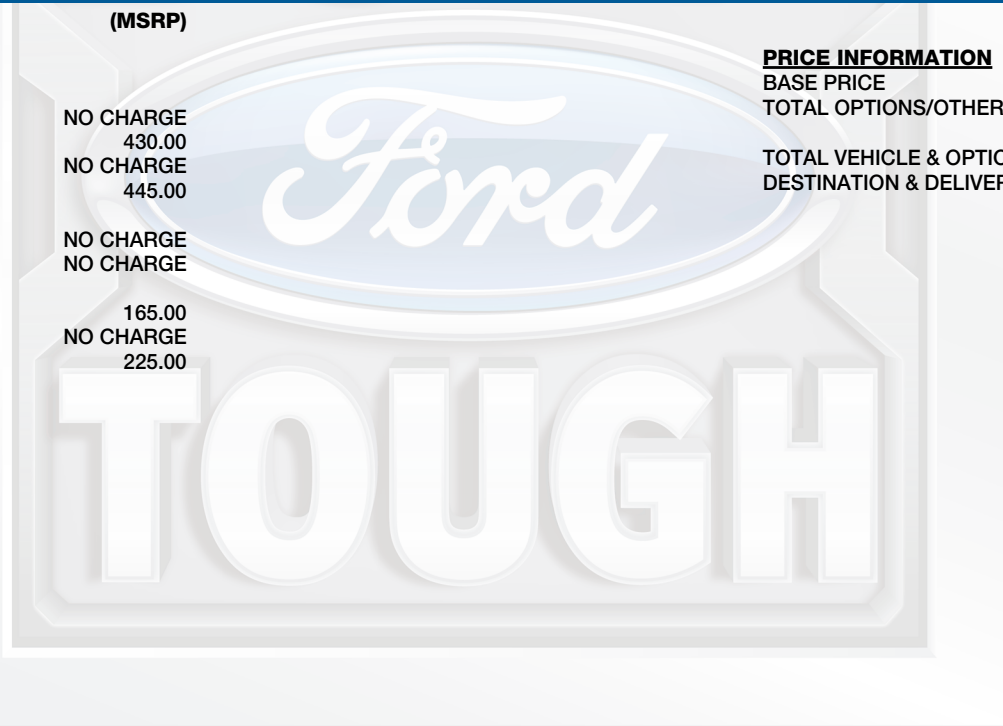 (MSRP)
NO CHARGE
430.00
NO CHARGE
445.00
NO CHARGE
NO CHARGE
165.00
NO CHARGE
225.00
PRICE INFORMATION
BASE PRICE
TOTAL OPTIONS/OTHER
TOTAL VEHICLE & OPTIO
DESTINATION & DELIVER
Ford
TOUGH